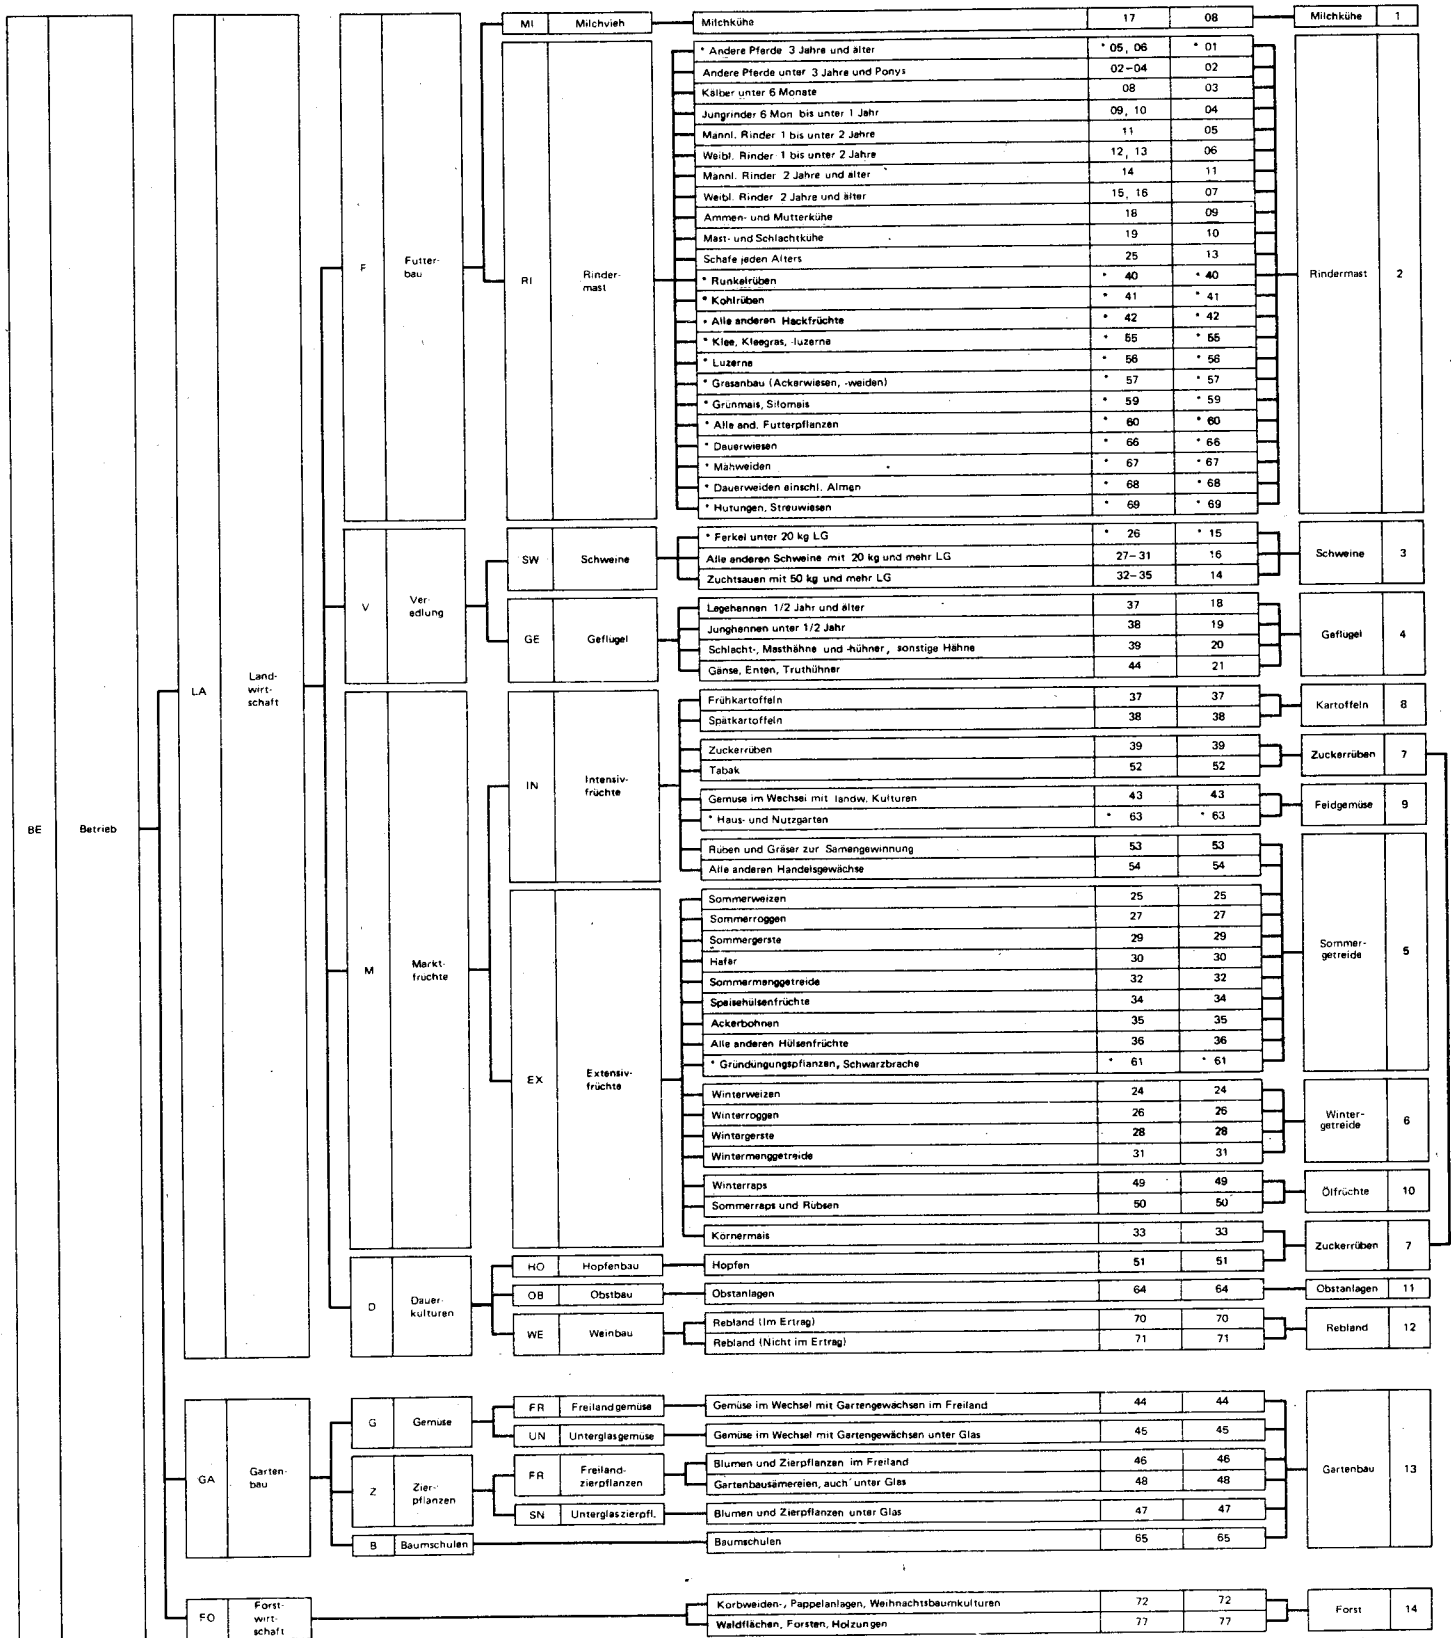 MI Milchvieh Milchkühe 17 08 Milchkühe 1
* Andere Pferde 3 Jahre und älter * 05, 06 * 01
Andere Pferde unter 3 Jahre und Ponys 02-04 02
Kälber unter 6 Monate 08 03
Jungrinder 6 Mon bis unter 1 Jahr 09, 10 04
Mannl. Rinder 1 bis unter 2 Jahre 11 05
Weibl. Rinder 1 bis unter 2 Jahre 12, 13 06
Mannl. Rinder 2 Jahre und älter 14 11
Weibl. Rinder 2 Jahre und älter 15, 16 07
Ammen- und Mutterkühe 18 09
Mast- und Schlachtkühe 19 10
Schafe jeden Alters 25 13
F Futter-
bau
RI Rinder-
mast
Rindermast 2
* Runkelrüben * 40 * 40
* Kohlrüben * 41 * 41
* Alle anderen Hackfrüchte * 42 * 42
* Klee, Kleegras, -luzerne * 55 * 55
* Luzerne * 56 * 56
* Grasanbau (Ackerwiesen, -weiden) * 57 * 57
* Grünmais, Silomais * 59 * 59
* Alle and. Futterpflanzen * 60 * 60
* Dauerwiesen * 66 * 66
* Mähweiden * 67 * 67
* Dauerweiden einschl. Almen * 68 * 68
* Hutungen, Streuwiesen * 69 * 69
V Ver-
edlung
SW Schweine
* Ferkel unter 20 kg LG * 26 * 15
Alle anderen Schweine mit 20 kg und mehr LG 27-31 16
Zuchtsauen mit 50 kg und mehr LG 32-35 14
Schweine 3
GE Geflügel
Legehennen 1/2 Jahr und älter 37 18
Junghennen unter 1/2 Jahr 38 19
Schlacht-, Masthähne und -hühner, sonstige Hähne 39 20
Gänse, Enten, Truthühner 44 21
Geflügel 4
LA Land-
wirt-
schaft
BE Betrieb
M Markt-
früchte
IN Intensiv-
früchte
Frühkartoffeln 37 37
Spätkartoffeln 38 38
Kartoffeln 8
Zuckerrüben 39 39
Tabak 52 52
Zuckerrüben 7
Gemüse im Wechsel mit landw. Kulturen 43 43
* Haus- und Nutzgarten * 63 * 63
Feldgemüse 9
Rüben und Gräser zur Samengewinnung 53 53
Alle anderen Handelsgewächse 54 54
EX Extensiv-
früchte
Sommerweizen 25 25
Sommerroggen 27 27
Sommergerste 29 29
Hafer 30 30
Sommermenggetreide 32 32
Speisehülsenfrüchte 34 34
Ackerbohnen 35 35
Alle anderen Hülsenfrüchte 36 36
* Gründüngungspflanzen, Schwarzbrache * 61 * 61
Sommer-
getreide 5
Winterweizen 24 24
Winterroggen 26 26
Wintergerste 28 28
Wintermenggetreide 31 31
Winter-
getreide 6
Winterraps 49 49
Sommerraps und Rübsen 50 50
Ölfrüchte 10
Körnermais 33 33
Zuckerrüben 7
D Dauer-
kulturen
HO Hopfenbau Hopfen 51 51
OB Obstbau Obstanlagen 64 64 Obstanlagen 11
WE Weinbau
Rebland (Im Ertrag) 70 70
Rebland (Nicht im Ertrag) 71 71
Rebland 12
GA Garten-
bau
G Gemüse
FR Freilandgemüse Gemüse im Wechsel mit Gartengewächsen im Freiland 44 44
UN Unterglasgemüse Gemüse im Wechsel mit Gartengewächsen unter Glas 45 45
Z Zier-
pflanzen
FR Freiland-
zierpflanzen
Blumen und Zierpflanzen im Freiland 46 46
Gartenbausämereien, auch unter Glas 48 48
SN Unterglaszierpfl. Blumen und Zierpflanzen unter Glas 47 47
B Baumschulen Baumschulen 65 65
Gartenbau 13
FO Forst-
wirt-
schaft
Korbweiden-, Pappelanlagen, Weihnachtsbaumkulturen 72 72
Waldflächen, Forsten, Holzungen 77 77
Forst 14